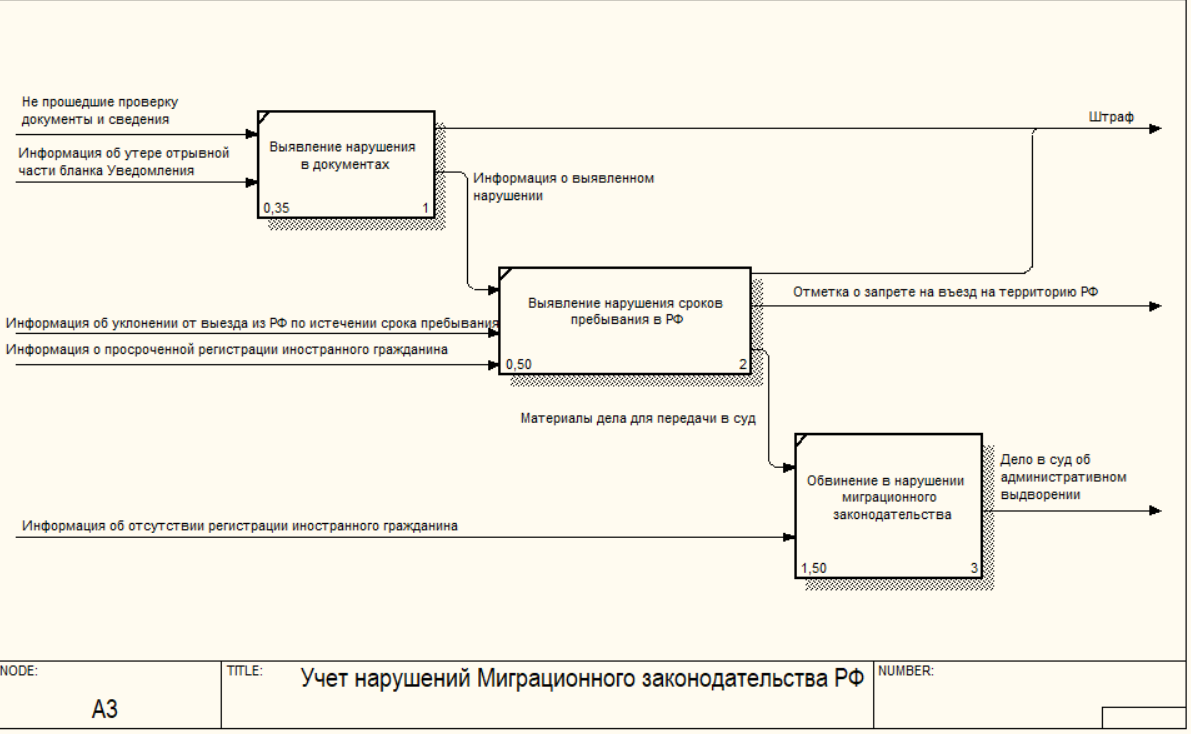 Не прошедшие проверку
документы и сведения
Штраф
Информация об утере отрывной
части бланка Уведомления
Выявление нарушения
в документах
0,35 1
Информация о выявленном
нарушении
Выявление нарушения сроков
пребывания в РФ
0,50 2
Отметка о запрете на въезд на территорию РФ
Информация об уклонении от выезда из РФ по истечении срока пребывания
Информация о просроченной регистрации иностранного гражданина
Материалы дела для передачи в суд
Обвинение в нарушении
миграционного
законодательства
1,50 3
Дело в суд об
административном
выдворении
Информация об отсутствии регистрации иностранного гражданина
NODE:
A3
TITLE:
Учет нарушений Миграционного законодательства РФ
NUMBER: